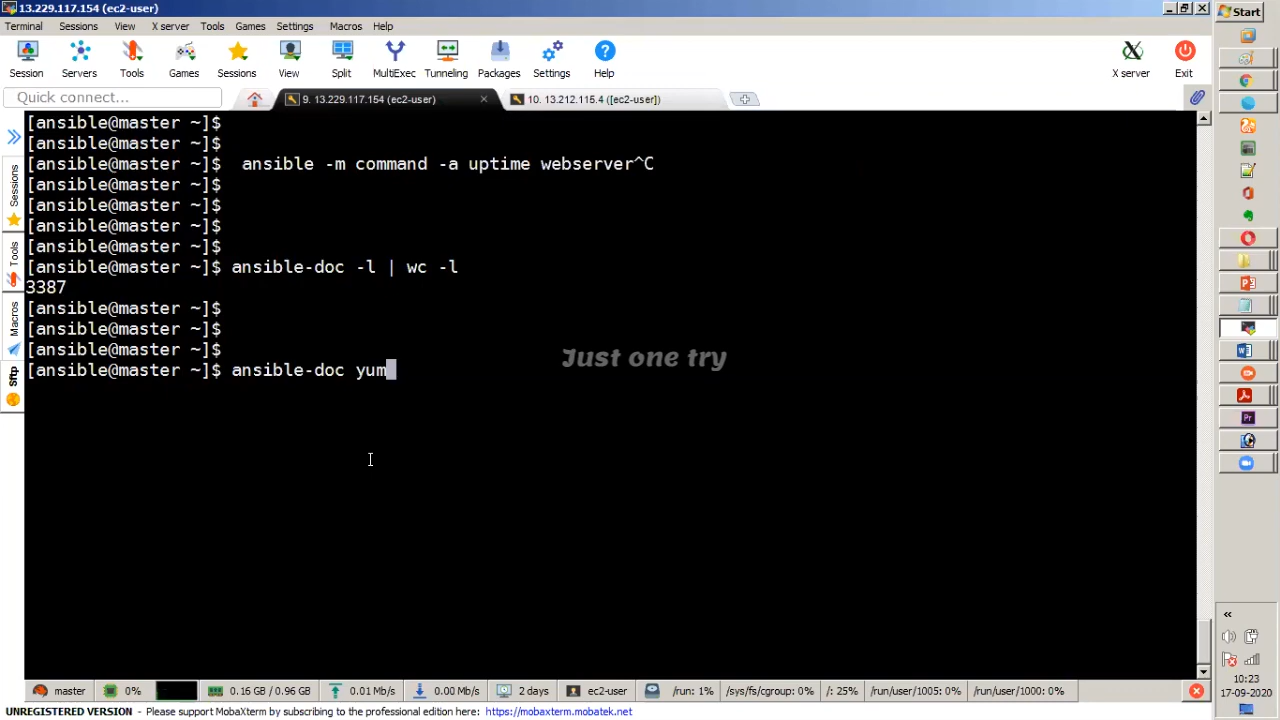 13.229.117.154 (ec2-user)
Start
Terminal Sessions View X server Tools Games Settings Macros Help
Session Servers Tools Games Sessions View Split MultiExec Tunneling Packages Settings Help X server Exit
Quick connect...
9. 13.229.117.154 (ec2-user)
10. 13.212.115.4 ([ec2-user])
Sessions
Tools
Macros
Sftp
[ansible@master ~]$
[ansible@master ~]$
[ansible@master ~]$  ansible -m command -a uptime webserver^C
[ansible@master ~]$
[ansible@master ~]$
[ansible@master ~]$
[ansible@master ~]$
[ansible@master ~]$ ansible-doc -l | wc -l
3387
[ansible@master ~]$
[ansible@master ~]$
[ansible@master ~]$
[ansible@master ~]$ ansible-doc yum
Just one try
master 0% 0.16 GB / 0.96 GB 0.01 Mb/s 0.00 Mb/s 2 days ec2-user /run: 1% /sys/fs/cgroup: 0% /: 25% /run/user/1005: 0% /run/user/1000: 0%
UNREGISTERED VERSION - Please support MobaXterm by subscribing to the professional edition here: https://mobaxterm.mobatek.net
10:23
17-09-2020